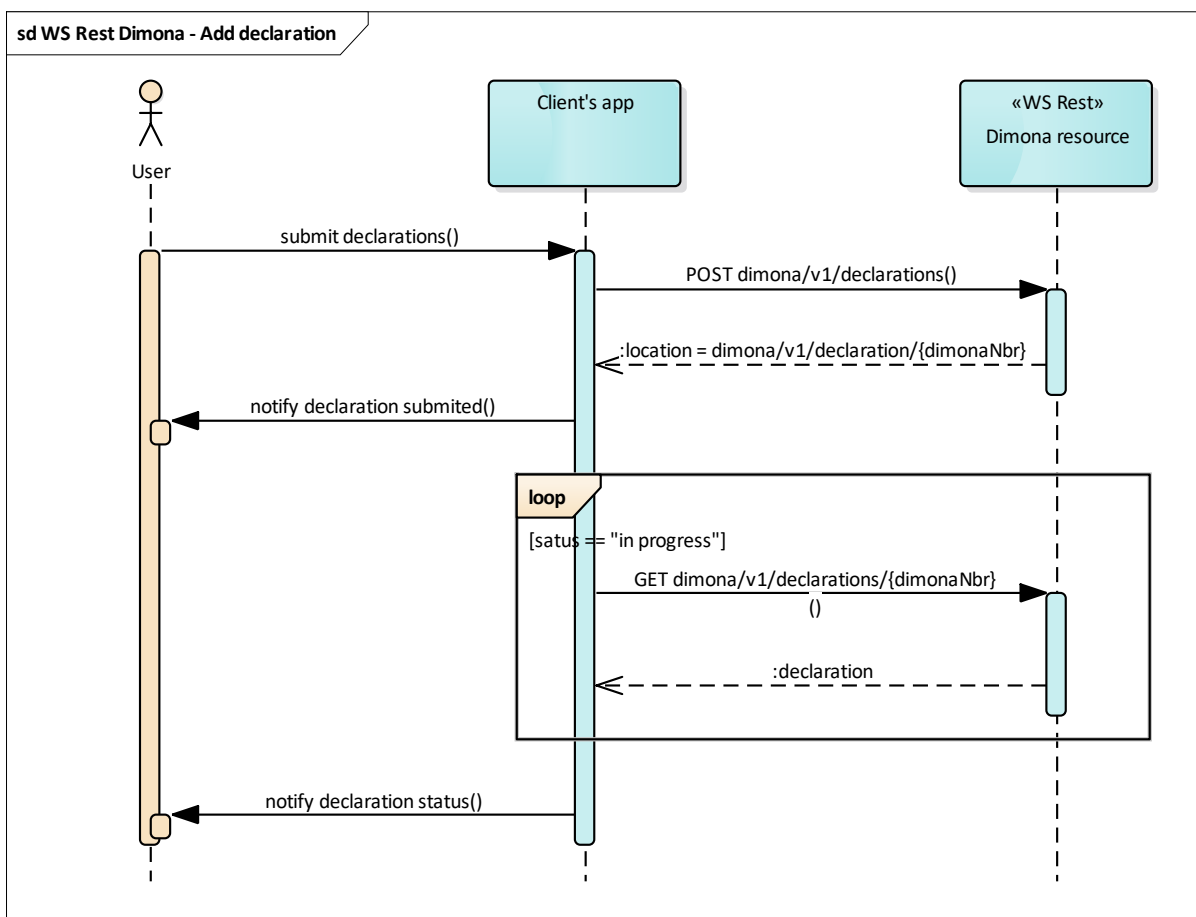 sd WS Rest Dimona - Add declaration
User
Client's app
«WS Rest»
Dimona resource
submit declarations()
POST dimona/v1/declarations()
:location = dimona/v1/declaration/{dimonaNbr}
notify declaration submited()
loop
[satus == "in progress"]
GET dimona/v1/declarations/{dimonaNbr}
()
:declaration
notify declaration status()